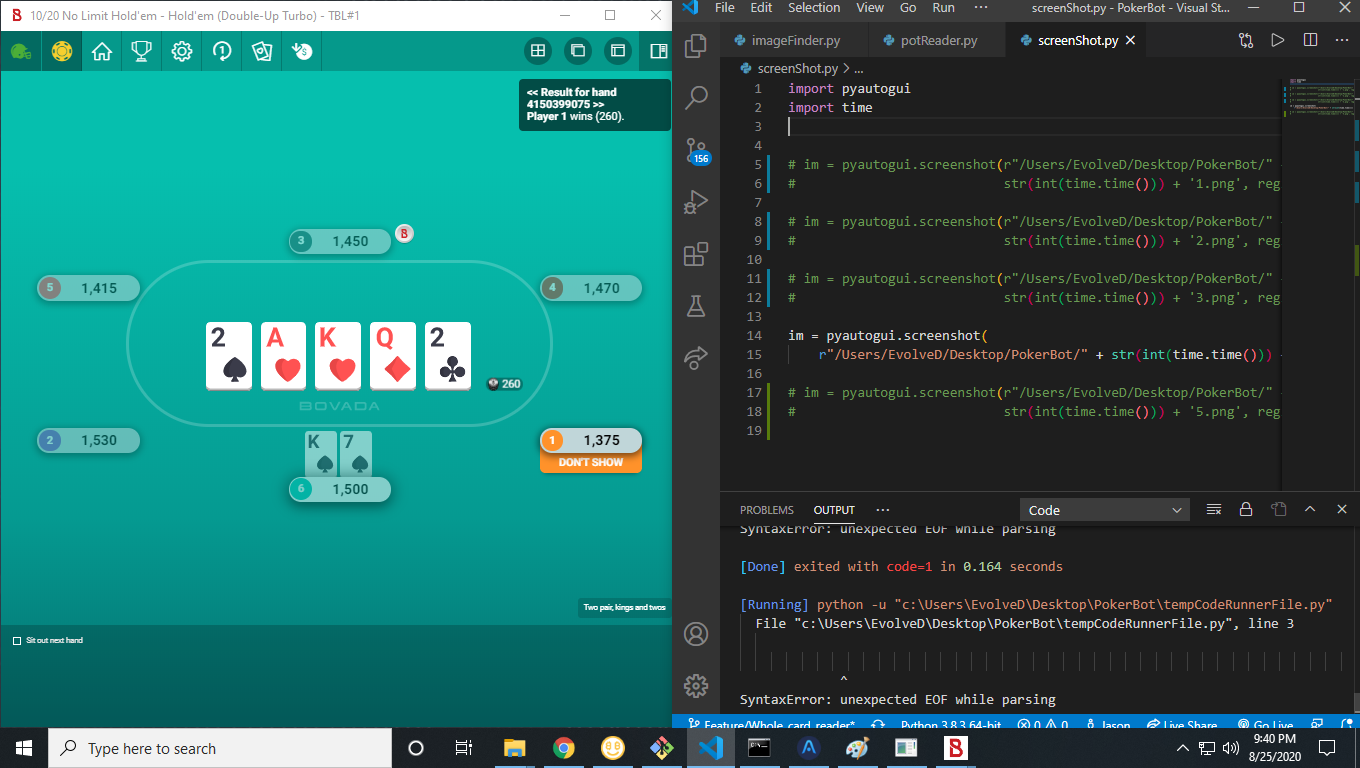 10/20 No Limit Hold'em - Hold'em (Double-Up Turbo) - TBL#1
<< Result for hand
4150399075 >>
Player 1 wins (260).
3 1,450 B
5 1,415
4 1,470
2 A K Q 2
260
BOVADA
2 1,530
K 7
1 1,375
DON'T SHOW
6 1,500
Two pair, kings and twos
Sit out next hand
File Edit Selection View Go Run ··· screenShot.py - PokerBot - Visual St...
imageFinder.py potReader.py screenShot.py
screenShot.py > ...
1 import pyautogui
2 import time
3
4
5 # im = pyautogui.screenshot(r"/Users/EvolveD/Desktop/PokerBot/"
6 # str(int(time.time())) + '1.png', reg
7
8 # im = pyautogui.screenshot(r"/Users/EvolveD/Desktop/PokerBot/"
9 # str(int(time.time())) + '2.png', reg
10
11 # im = pyautogui.screenshot(r"/Users/EvolveD/Desktop/PokerBot/"
12 # str(int(time.time())) + '3.png', reg
13
14 im = pyautogui.screenshot(
15 r"/Users/EvolveD/Desktop/PokerBot/" + str(int(time.time()))
16
17 # im = pyautogui.screenshot(r"/Users/EvolveD/Desktop/PokerBot/"
18 # str(int(time.time())) + '5.png', reg
19
156
PROBLEMS OUTPUT ··· Code
SyntaxError: unexpected EOF while parsing
[Done] exited with code=1 in 0.164 seconds
[Running] python -u "c:\Users\EvolveD\Desktop\PokerBot\tempCodeRunnerFile.py"
File "c:\Users\EvolveD\Desktop\PokerBot\tempCodeRunnerFile.py", line 3
^
SyntaxError: unexpected EOF while parsing
Feature/Whole_card_reader* Python 3.8.3 64-bit 0 0 Jason Live Share Go Live
Type here to search
9:40 PM
8/25/2020